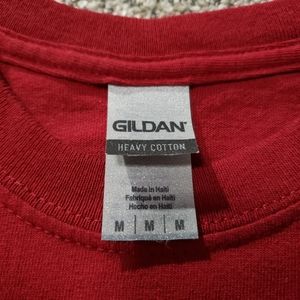 GILDAN
HEAVY COTTON
Made in Haiti
Fabriqué en Haïti
Hecho en Haití
M M M